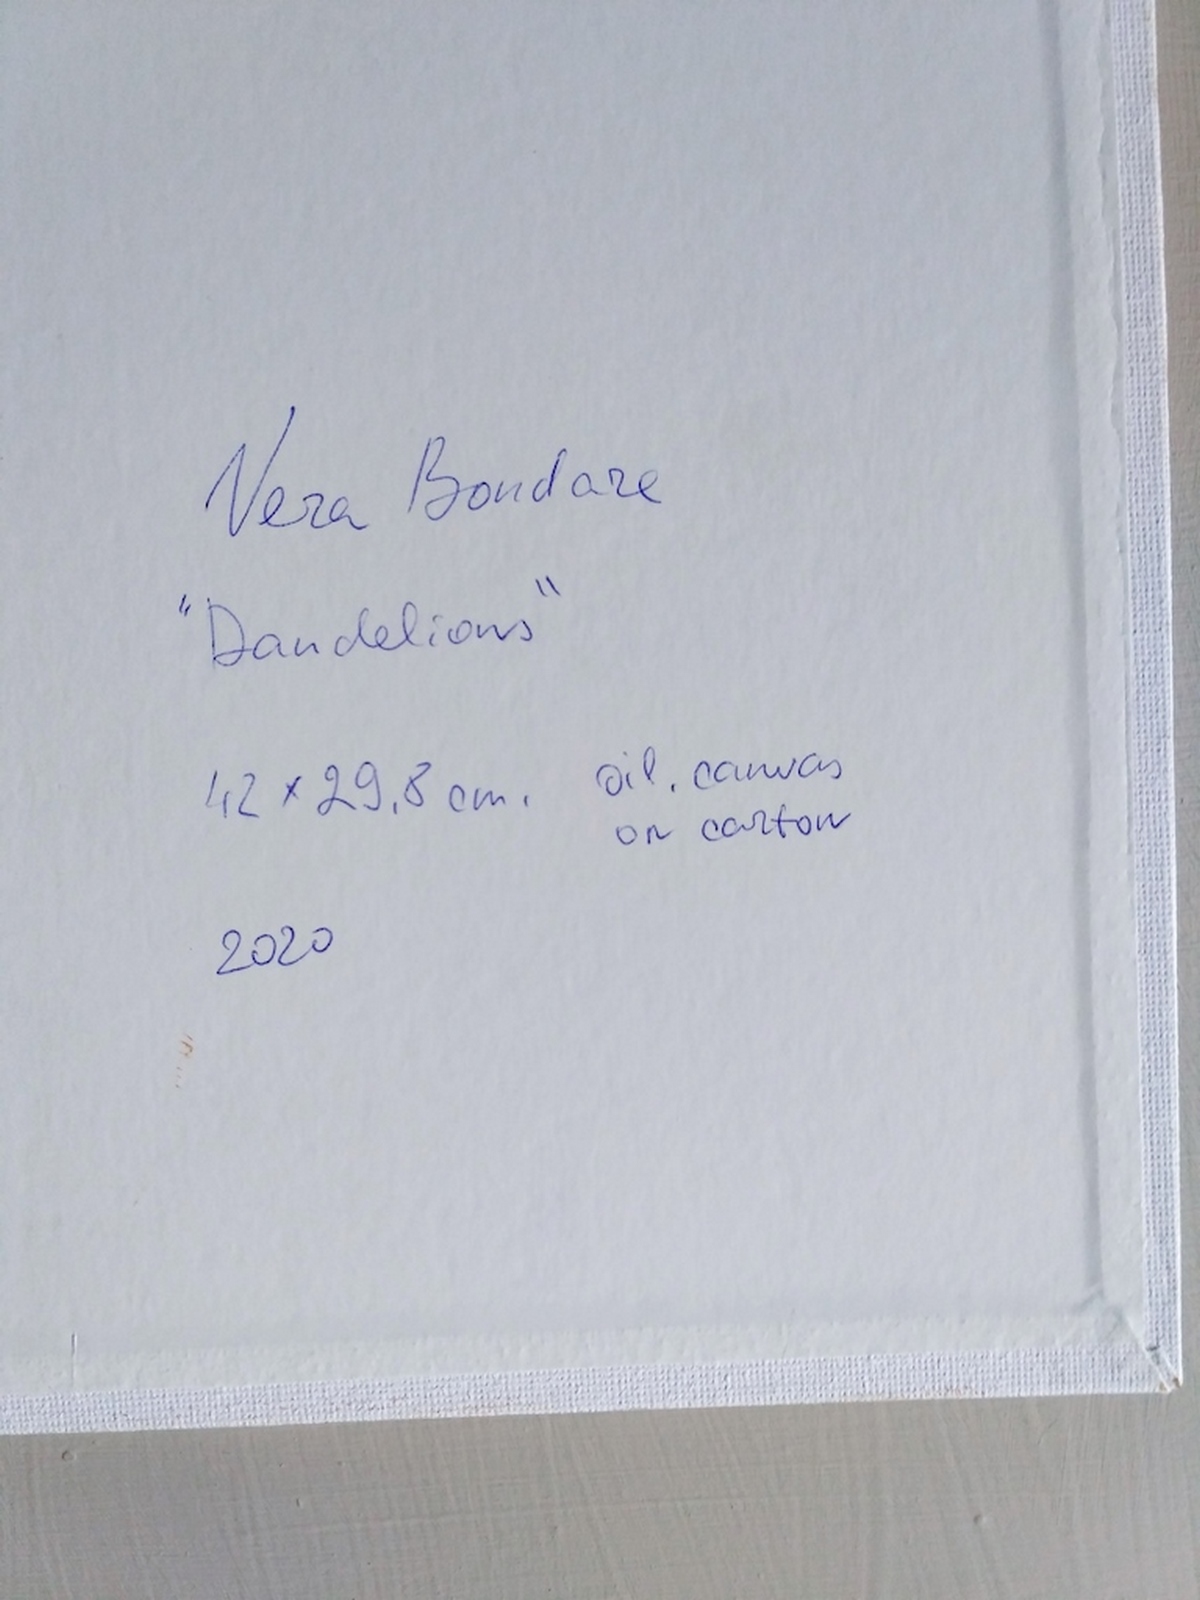 Vera Bondare
"Dandelions"
42 x 29,8 cm. oil, canvas
on carton
2020